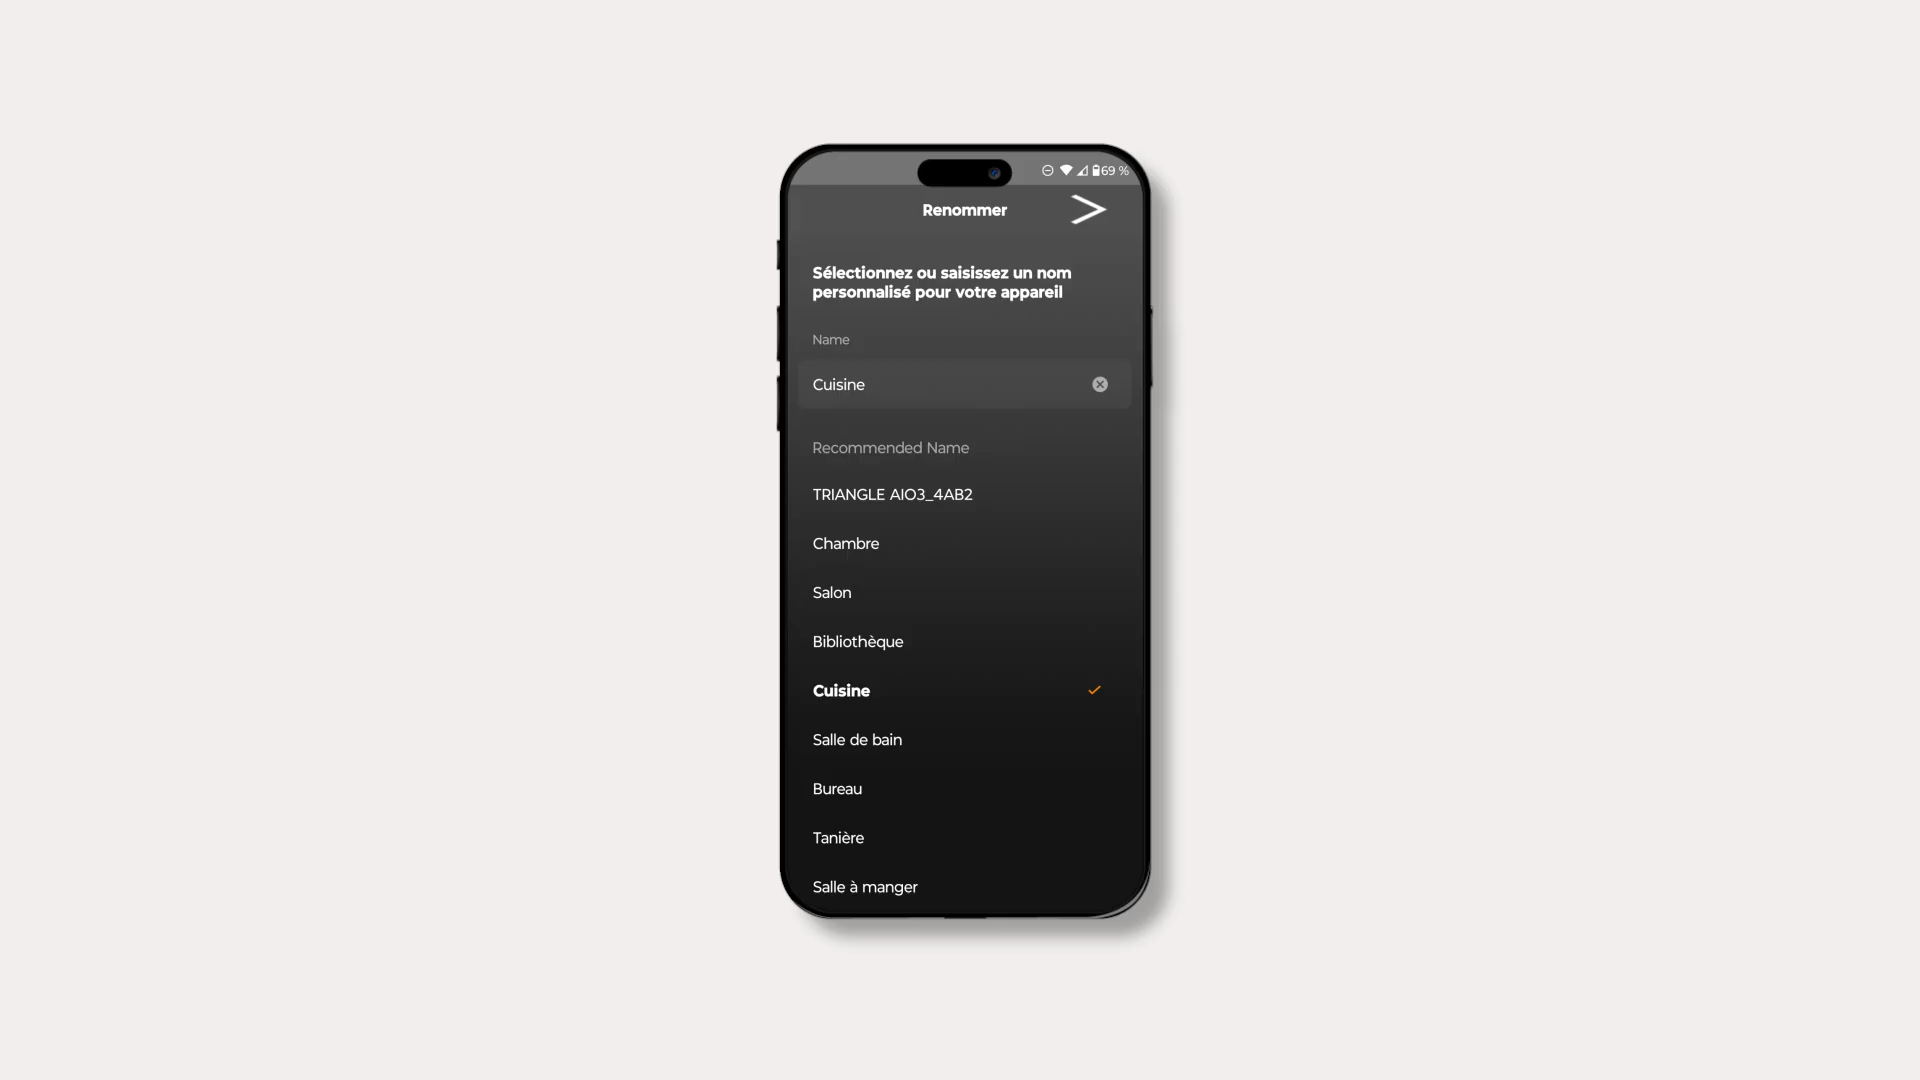 69 %
Renommer
Sélectionnez ou saisissez un nom
personnalisé pour votre appareil
Name
Cuisine
Recommended Name
TRIANGLE AIO3_4AB2
Chambre
Salon
Bibliothèque
Cuisine
Salle de bain
Bureau
Tanière
Salle à manger